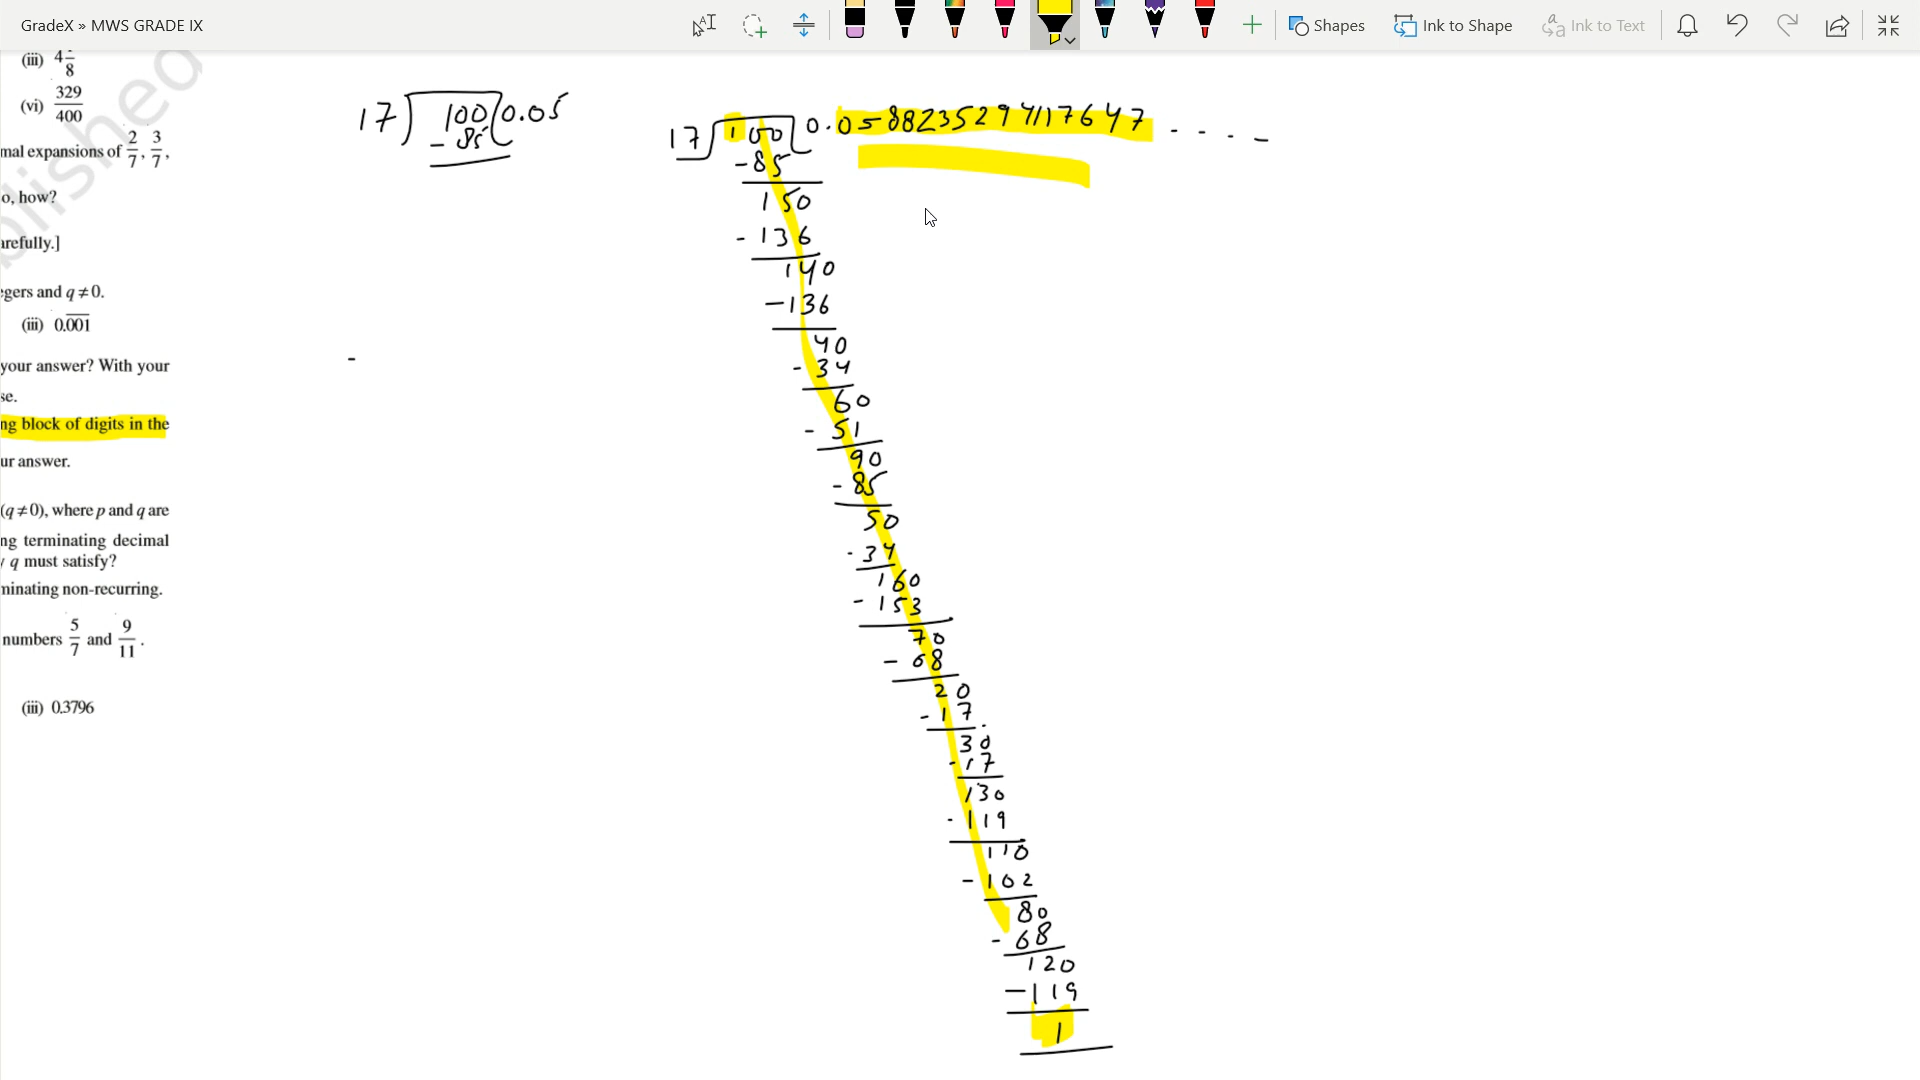 GradeX » MWS GRADE IX
Shapes
Ink to Shape
Ink to Text
(iii) 4 /8
(vi) 329/400
mal expansions of 2/7, 3/7,
o, how?
arefully.]
egers and q ≠ 0.
(iii) 0.001
your answer? With your
se.
ng block of digits in the
ur answer.
(q ≠ 0), where p and q are
ng terminating decimal
q must satisfy?
minating non-recurring.
numbers 5/7 and 9/11.
(iii) 0.3796
blished
17) 100 (0.05
- 85
17) 100 (0.0588235294117647 . . . . –
-85
150
- 136
140
-136
40
- 34
60
- 51
90
- 85
50
- 34
160
- 153
70
- 68
20
- 17
30
- 17
130
- 119
110
- 102
80
- 68
120
-119
1